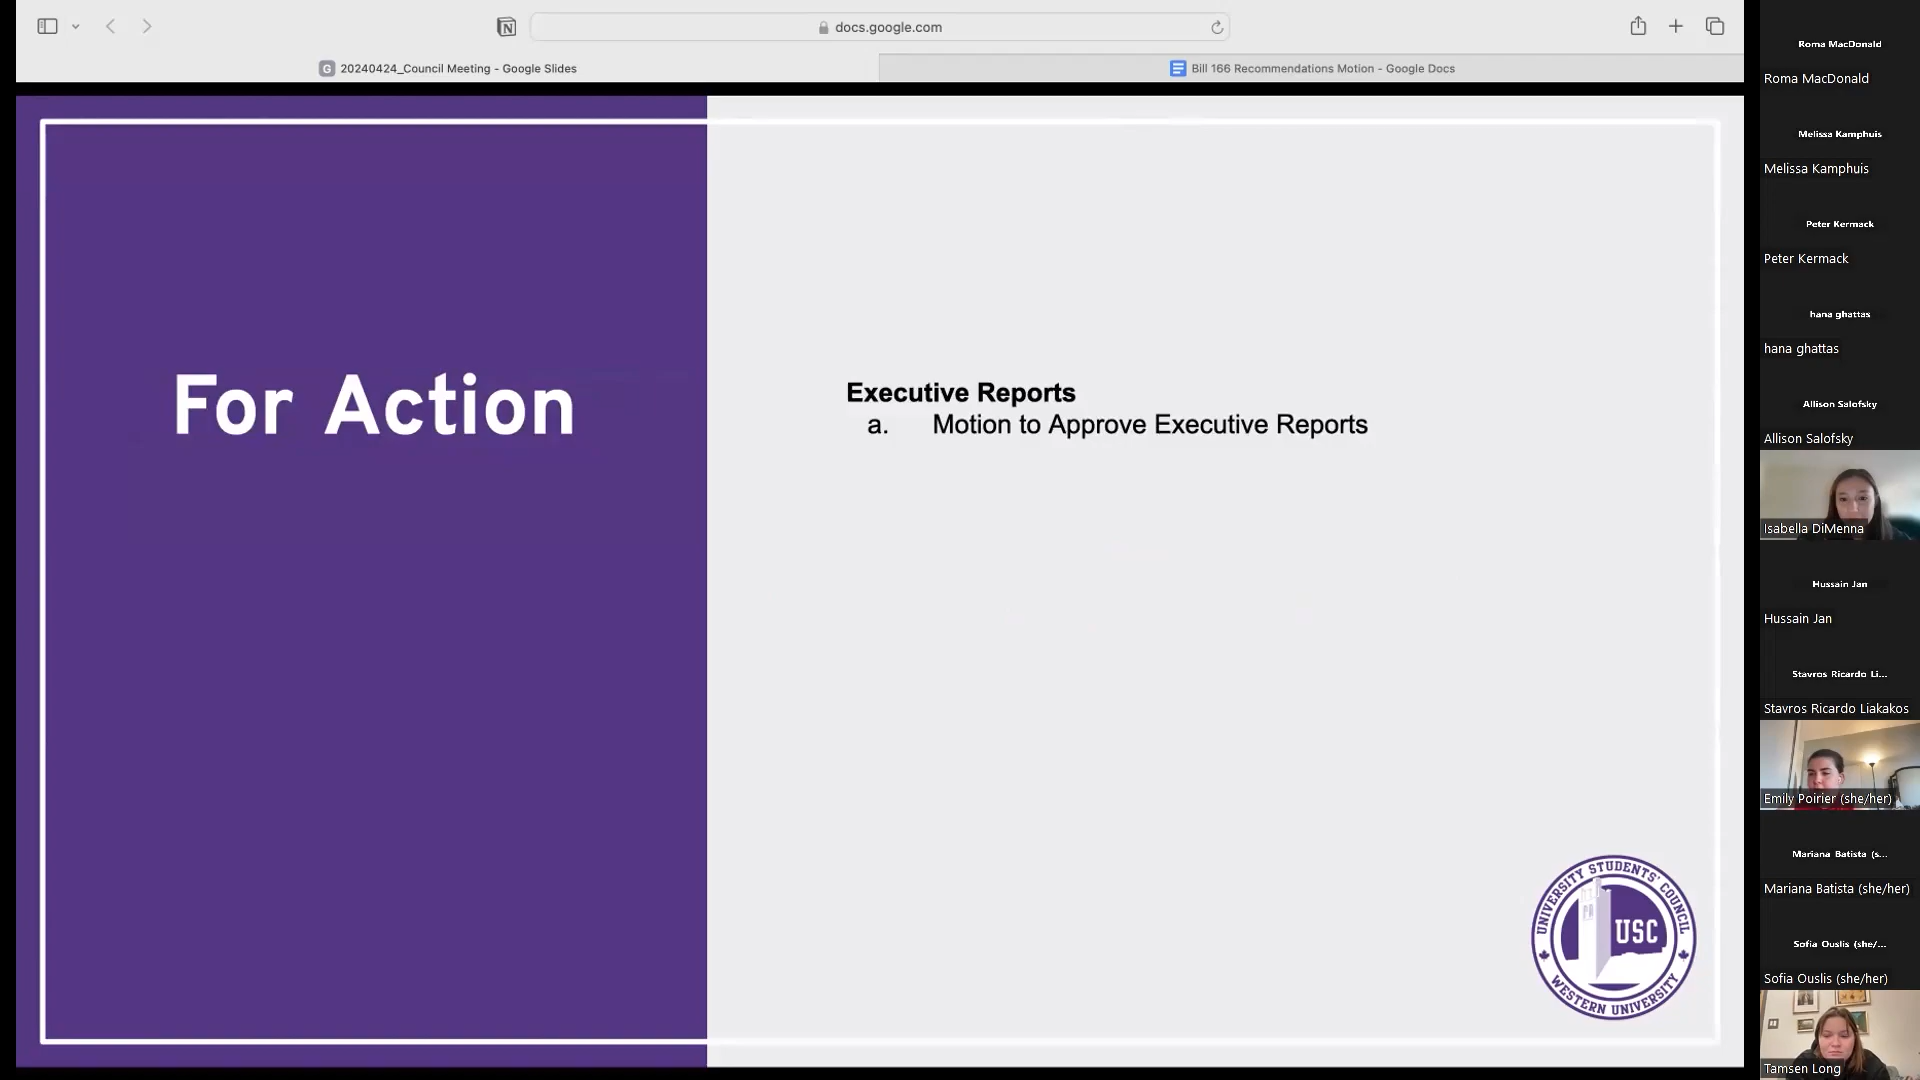 docs.google.com
20240424_Council Meeting - Google Slides
Bill 166 Recommendations Motion - Google Docs
For Action
Executive Reports
a. Motion to Approve Executive Reports
UNIVERSITY STUDENTS' COUNCIL
USC
WESTERN UNIVERSITY
Roma MacDonald
Roma MacDonald
Melissa Kamphuis
Melissa Kamphuis
Peter Kermack
Peter Kermack
hana ghattas
hana ghattas
Allison Salofsky
Allison Salofsky
Isabella DiMenna
Hussain Jan
Hussain Jan
Stavros Ricardo Li...
Stavros Ricardo Liakakos
Emily Poirier (she/her)
Mariana Batista (s...
Mariana Batista (she/her)
Sofia Ouslis (she/...
Sofia Ouslis (she/her)
Tamsen Long